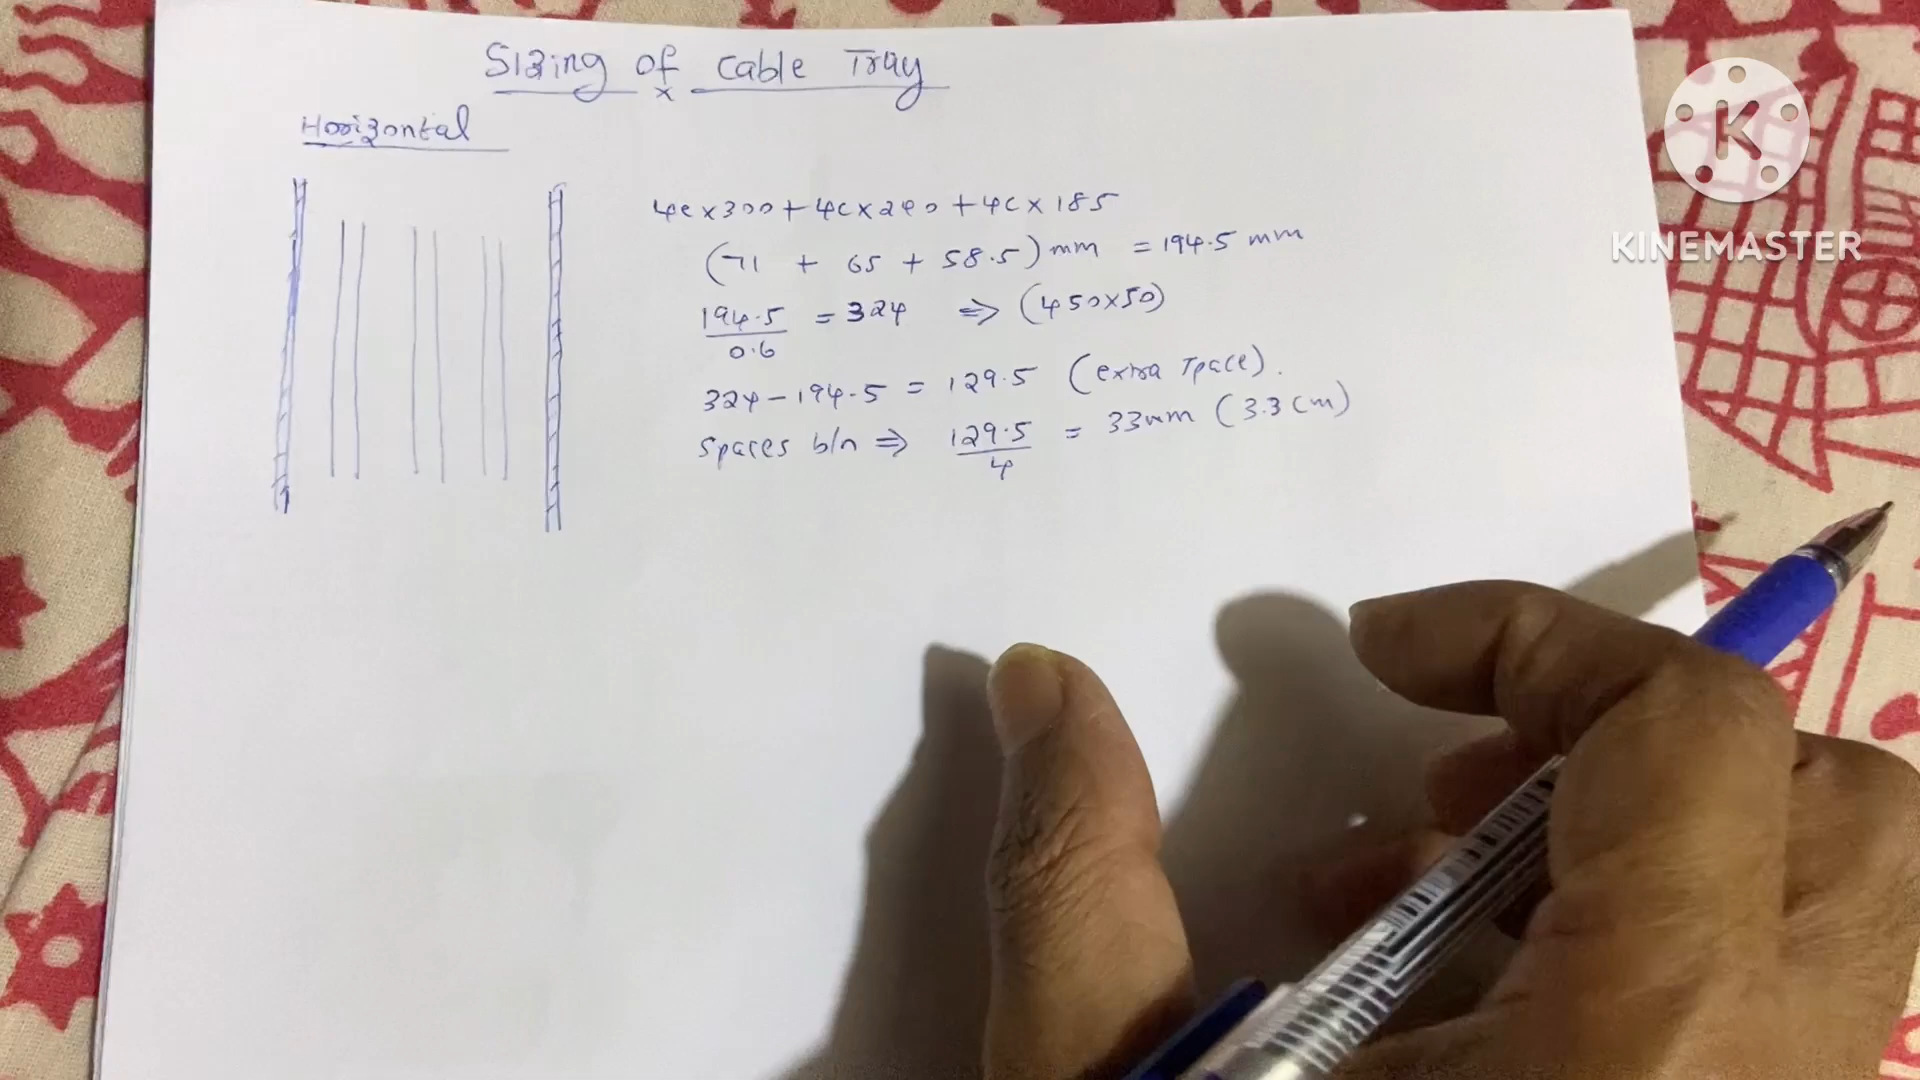 Sizing of cable Tray
x
Horizontal
4c x 300 + 4c x 240 + 4c x 185
(71 + 65 + 58.5) mm = 194.5 mm
194.5 / 0.6 = 324 ⇒ (450x50)
324 - 194.5 = 129.5 (extra Space).
Spaces b/n ⇒ 129.5 / 4 = 33mm (3.3 cm)
K
KINEMASTER